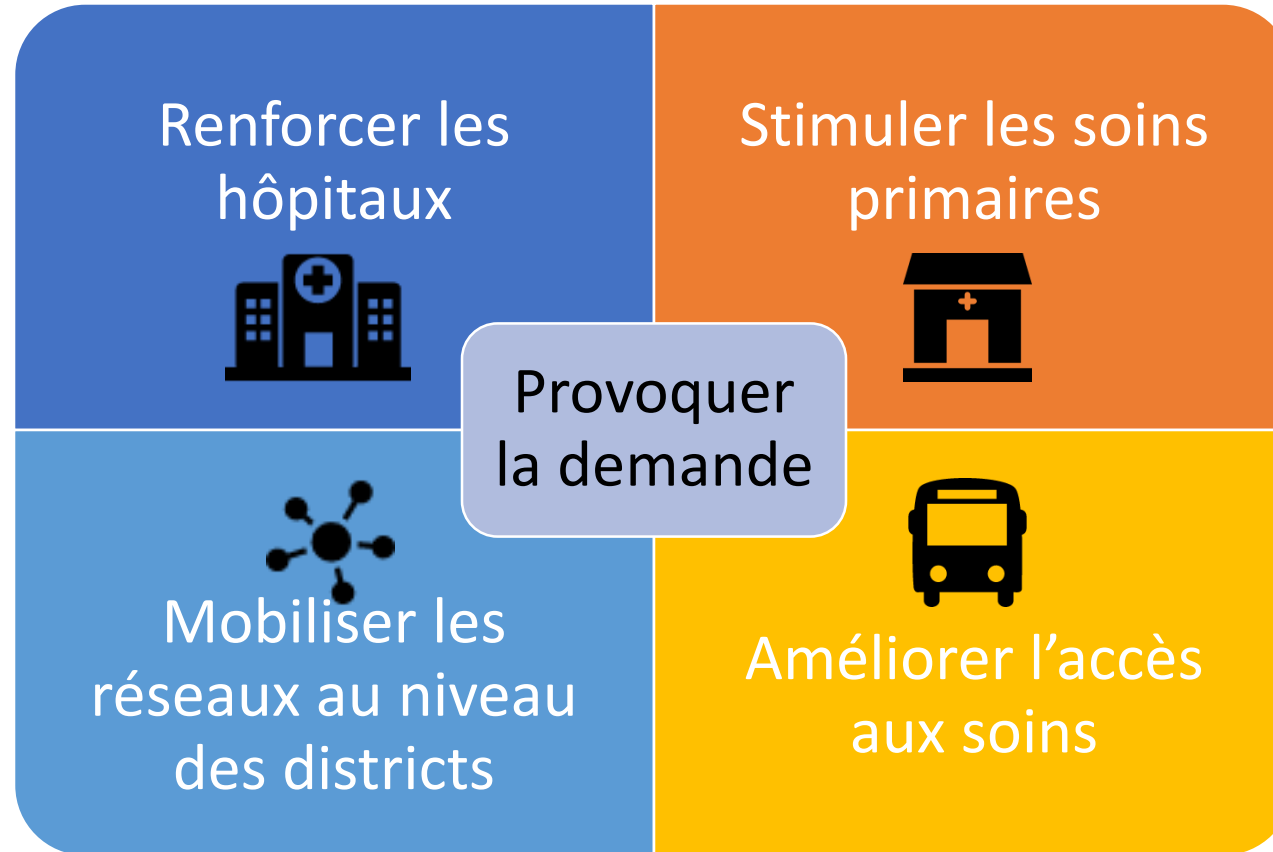 Renforcer les
hôpitaux
Stimuler les soins
primaires
Provoquer
la demande
Mobiliser les
réseaux au niveau
des districts
Améliorer l’accès
aux soins